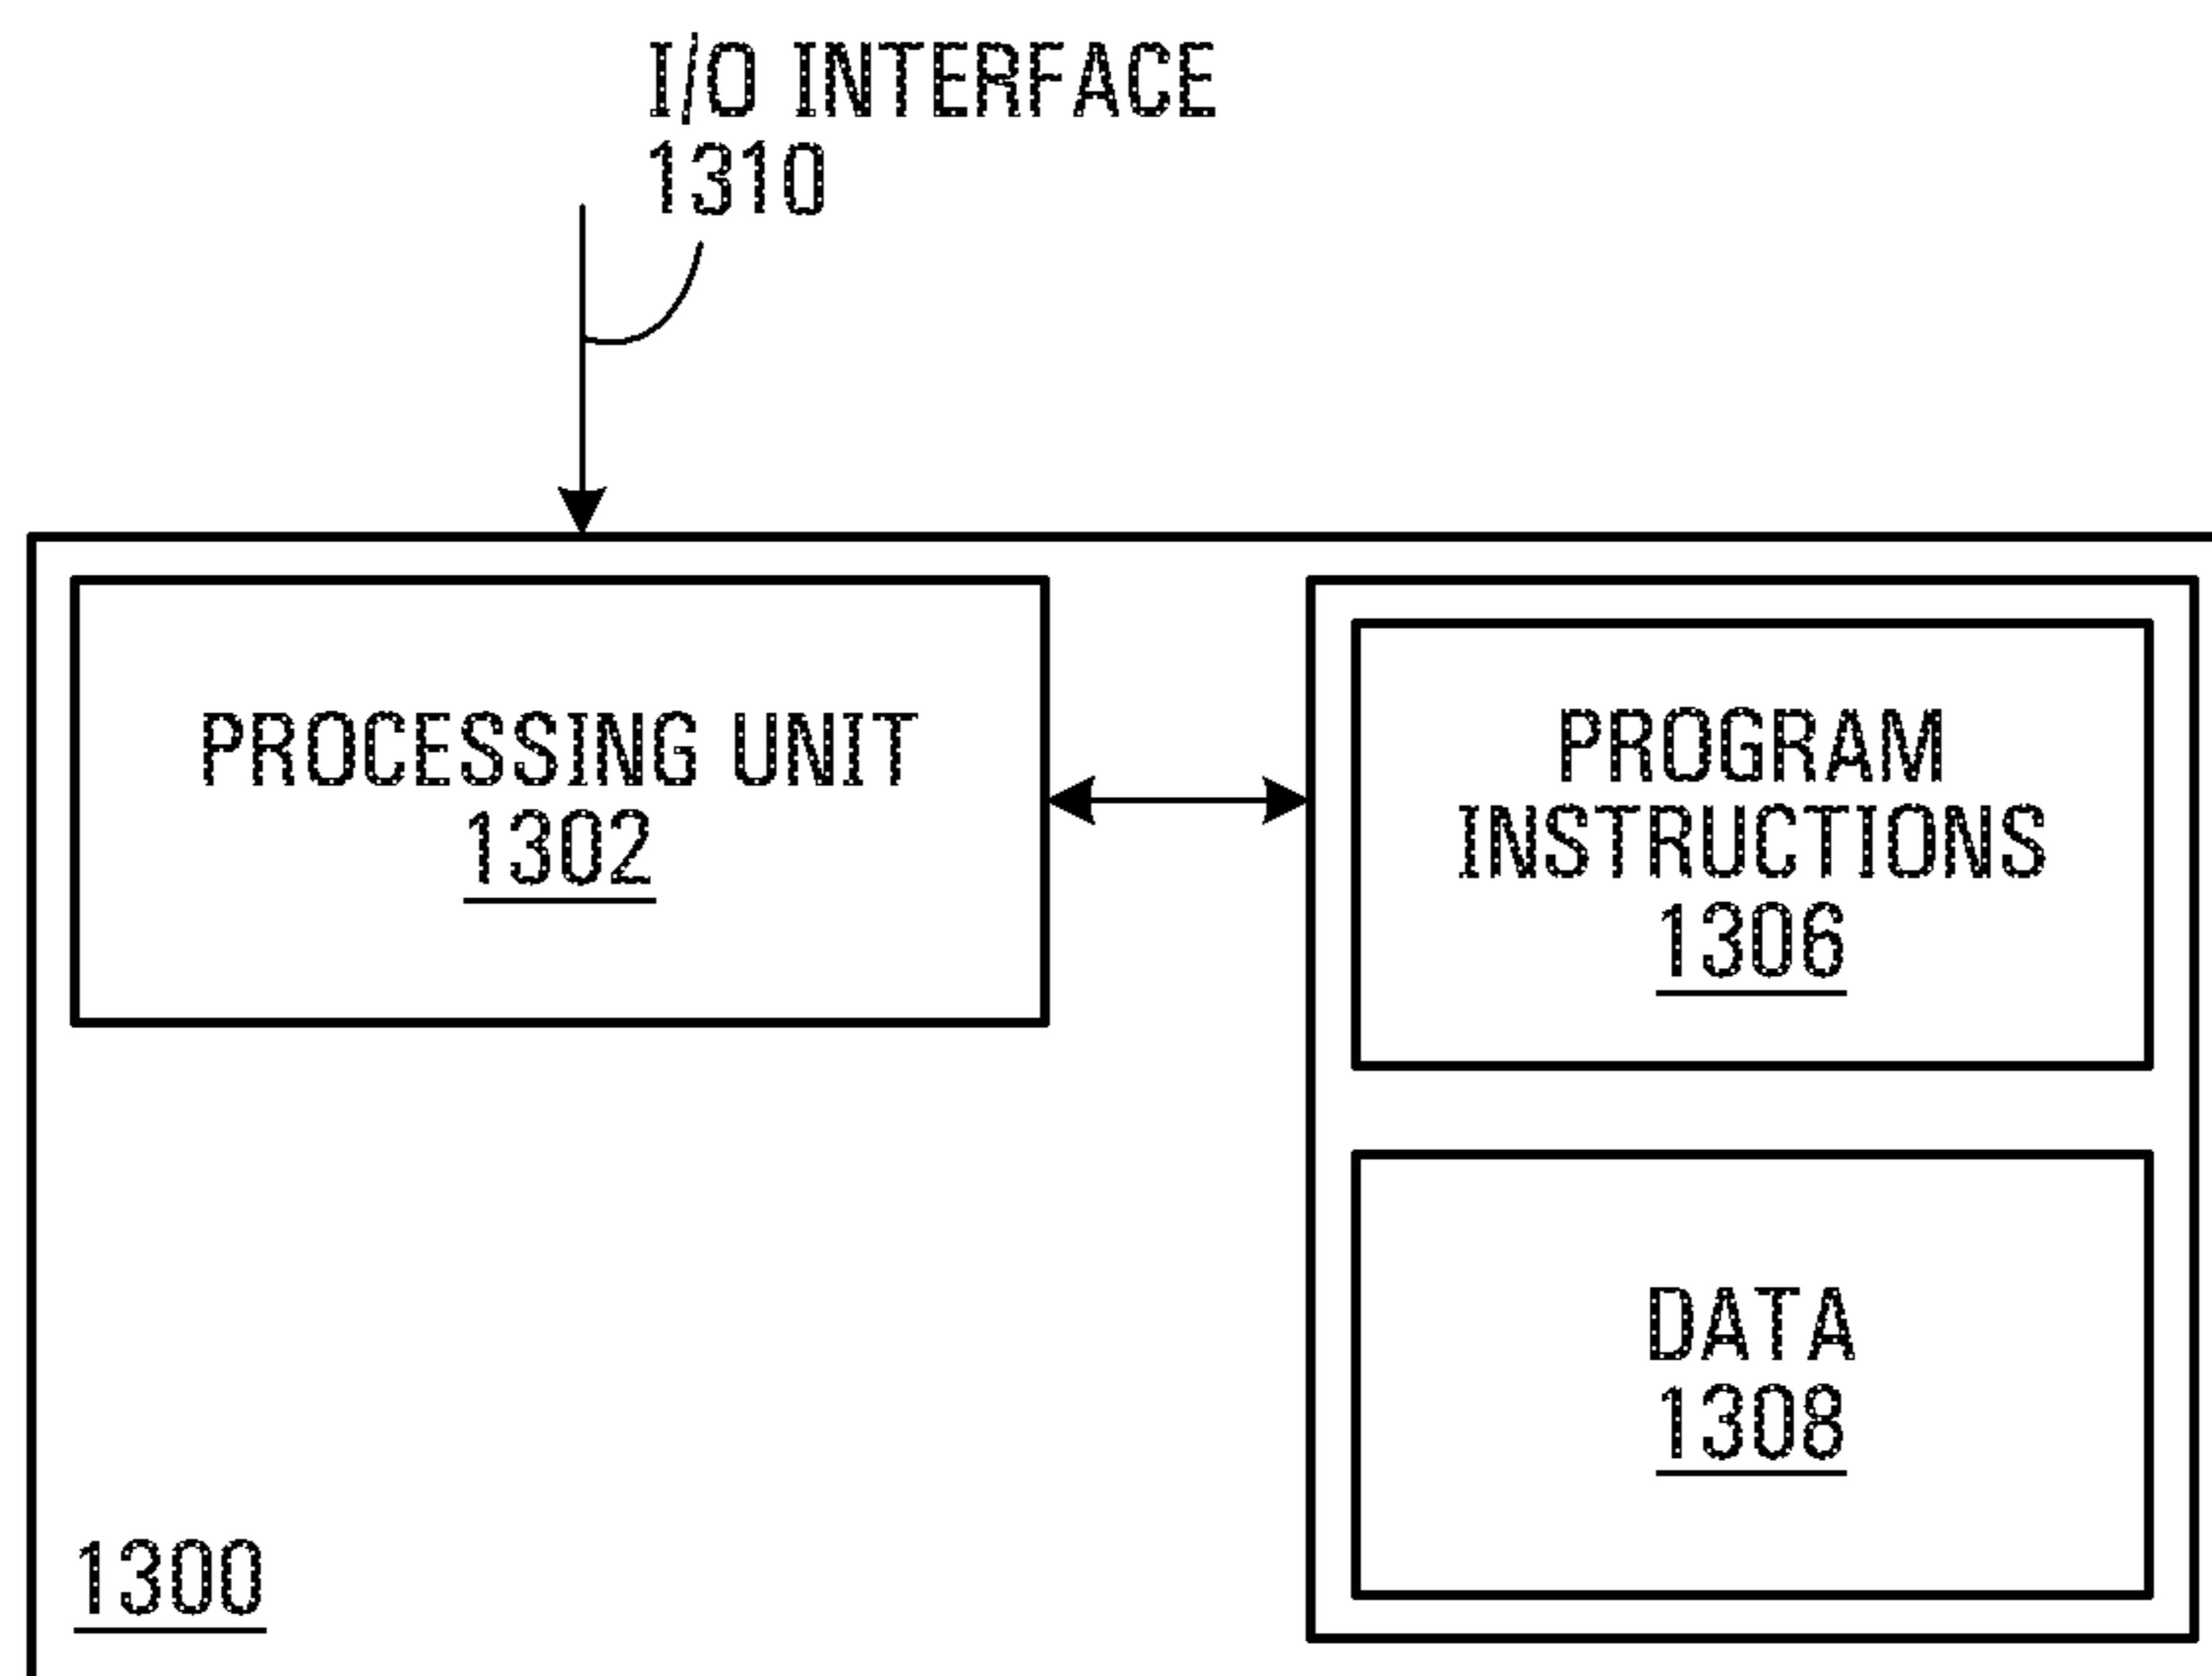 I/O INTERFACE
1310
PROCESSING UNIT
1302
PROGRAM
INSTRUCTIONS
1306
DATA
1308
1300